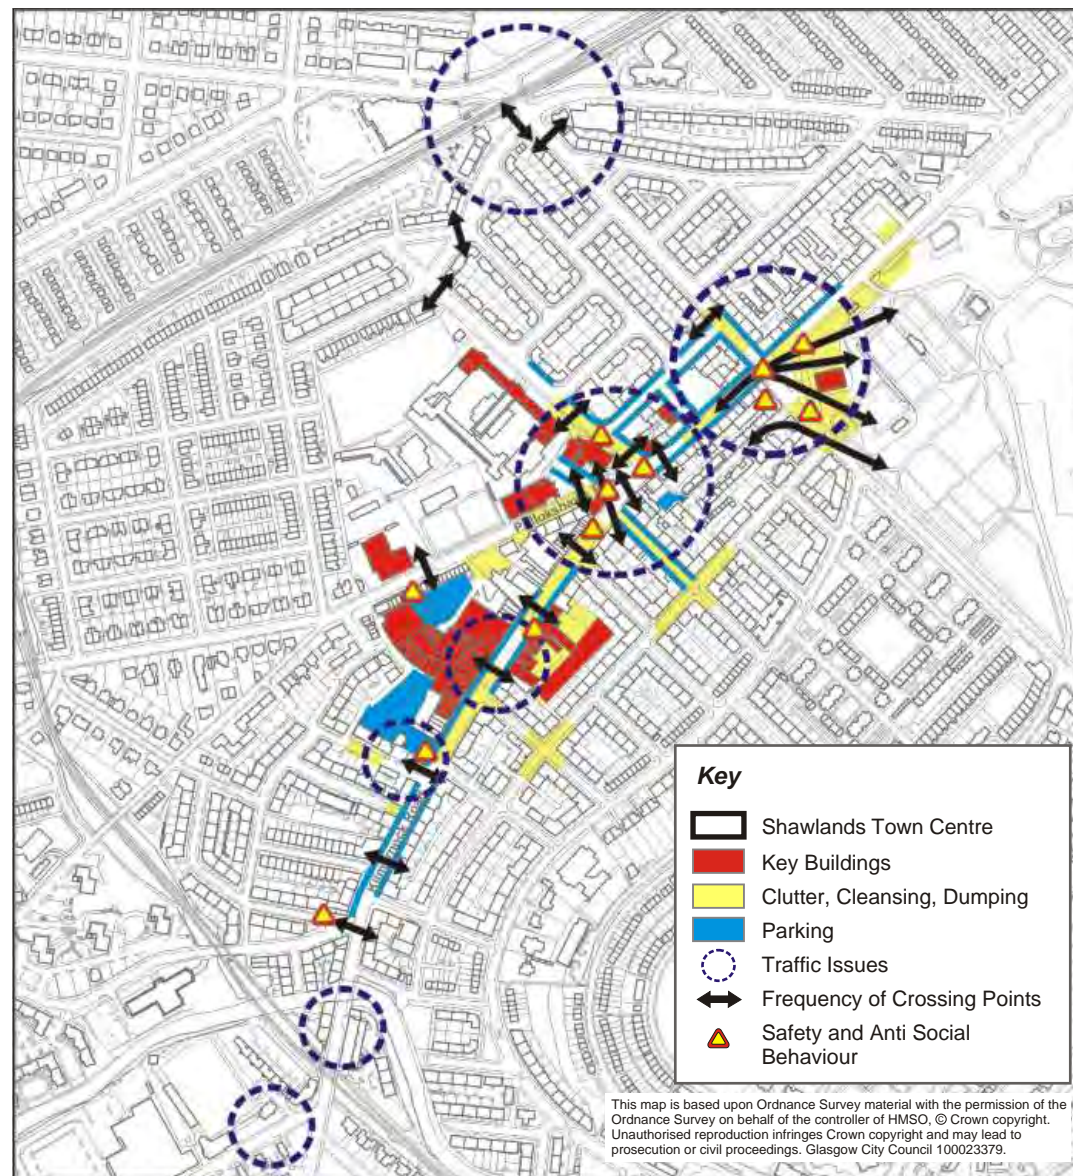 Key
Shawlands Town Centre
Key Buildings
Clutter, Cleansing, Dumping
Parking
Traffic Issues
Frequency of Crossing Points
Safety and Anti Social
Behaviour
This map is based upon Ordnance Survey material with the permission of the
Ordnance Survey on behalf of the controller of HMSO, © Crown copyright.
Unauthorised reproduction infringes Crown copyright and may lead to
prosecution or civil proceedings. Glasgow City Council 100023379.